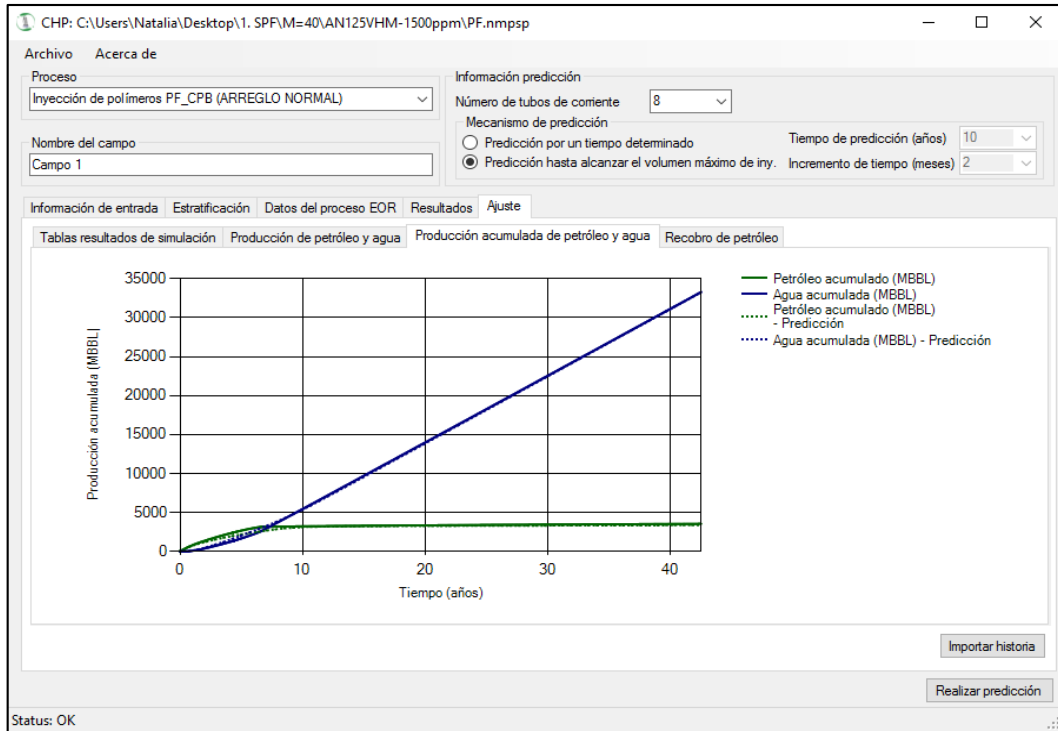 CHP: C:\Users\Natalia\Desktop\1. SPF\M=40\AN125VHM-1500ppm\PF.nmpsp
Archivo Acerca de
Proceso
Inyección de polímeros PF_CPB (ARREGLO NORMAL)
Nombre del campo
Campo 1
Información predicción
Número de tubos de corriente 8
Mecanismo de predicción
Predicción por un tiempo determinado
Predicción hasta alcanzar el volumen máximo de iny.
Tiempo de predicción (años) 10
Incremento de tiempo (meses) 2
Información de entrada Estratificación Datos del proceso EOR Resultados Ajuste
Tablas resultados de simulación Producción de petróleo y agua Producción acumulada de petróleo y agua Recobro de petróleo
Producción acumulada (MBBL)
35000
30000
25000
20000
15000
10000
5000
0
0 10 20 30 40
Tiempo (años)
Petróleo acumulado (MBBL)
Agua acumulada (MBBL)
Petróleo acumulado (MBBL)
- Predicción
Agua acumulada (MBBL) - Predicción
Importar historia
Realizar predicción
Status: OK